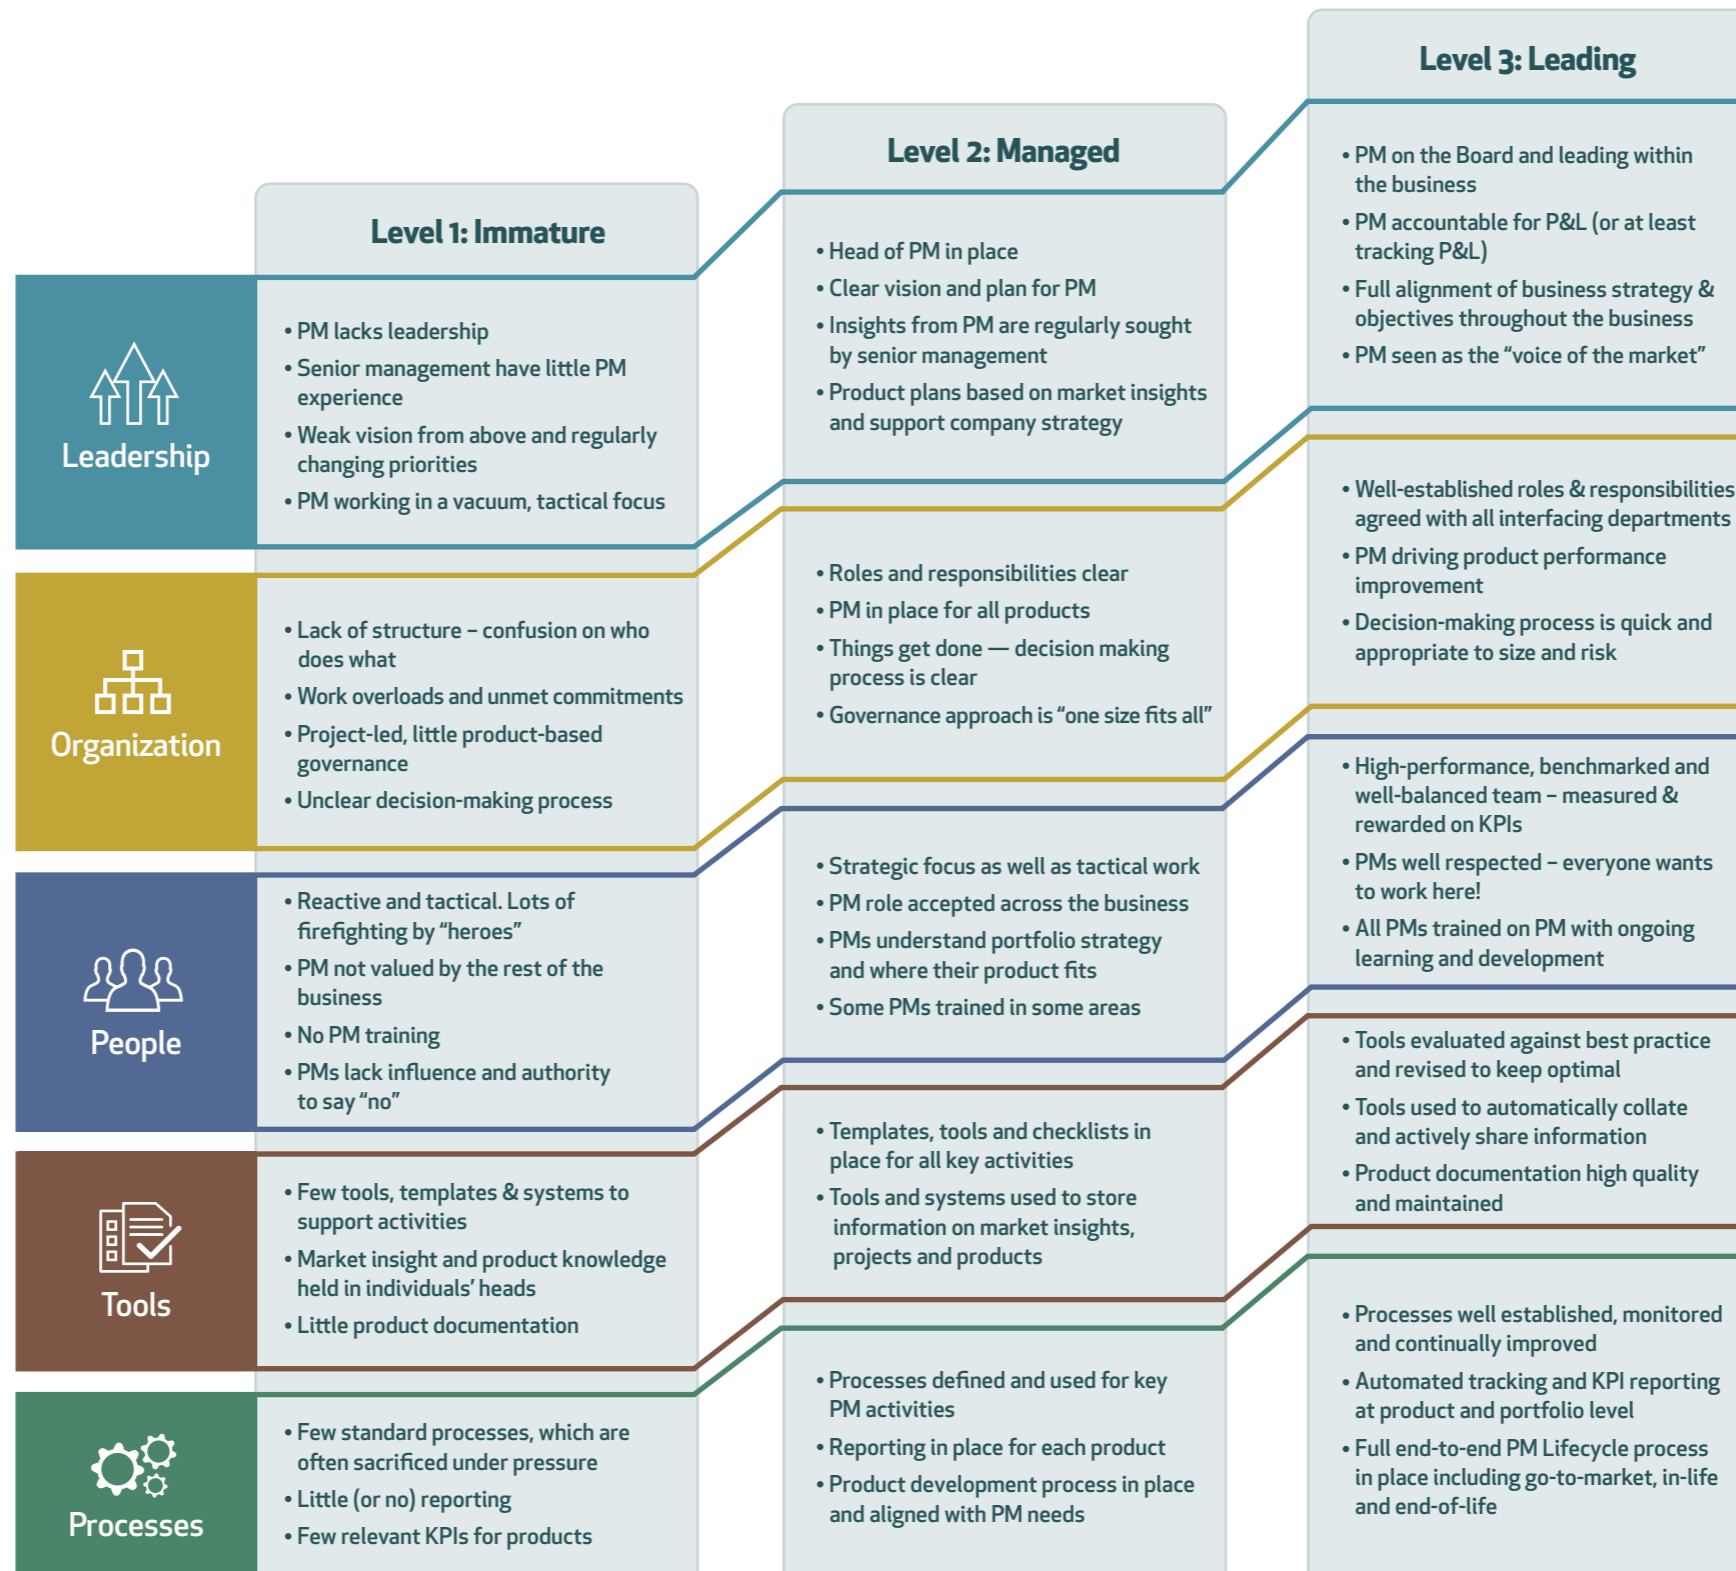 Level 1: Immature
Level 2: Managed
Level 3: Leading
Leadership
• PM lacks leadership
• Senior management have little PM
experience
• Weak vision from above and regularly
changing priorities
• PM working in a vacuum, tactical focus
• Head of PM in place
• Clear vision and plan for PM
• Insights from PM are regularly sought
by senior management
• Product plans based on market insights
and support company strategy
• PM on the Board and leading within
the business
• PM accountable for P&L (or at least
tracking P&L)
• Full alignment of business strategy &
objectives throughout the business
• PM seen as the “voice of the market”
Organization
• Lack of structure – confusion on who
does what
• Work overloads and unmet commitments
• Project-led, little product-based
governance
• Unclear decision-making process
• Roles and responsibilities clear
• PM in place for all products
• Things get done — decision making
process is clear
• Governance approach is “one size fits all”
• Well-established roles & responsibilities
agreed with all interfacing departments
• PM driving product performance
improvement
• Decision-making process is quick and
appropriate to size and risk
People
• Reactive and tactical. Lots of
firefighting by “heroes”
• PM not valued by the rest of the
business
• No PM training
• PMs lack influence and authority
to say “no”
• Strategic focus as well as tactical work
• PM role accepted across the business
• PMs understand portfolio strategy
and where their product fits
• Some PMs trained in some areas
• High-performance, benchmarked and
well-balanced team – measured &
rewarded on KPIs
• PMs well respected – everyone wants
to work here!
• All PMs trained on PM with ongoing
learning and development
Tools
• Few tools, templates & systems to
support activities
• Market insight and product knowledge
held in individuals’ heads
• Little product documentation
• Templates, tools and checklists in
place for all key activities
• Tools and systems used to store
information on market insights,
projects and products
• Tools evaluated against best practice
and revised to keep optimal
• Tools used to automatically collate
and actively share information
• Product documentation high quality
and maintained
Processes
• Few standard processes, which are
often sacrificed under pressure
• Little (or no) reporting
• Few relevant KPIs for products
• Processes defined and used for key
PM activities
• Reporting in place for each product
• Product development process in place
and aligned with PM needs
• Processes well established, monitored
and continually improved
• Automated tracking and KPI reporting
at product and portfolio level
• Full end-to-end PM Lifecycle process
in place including go-to-market, in-life
and end-of-life